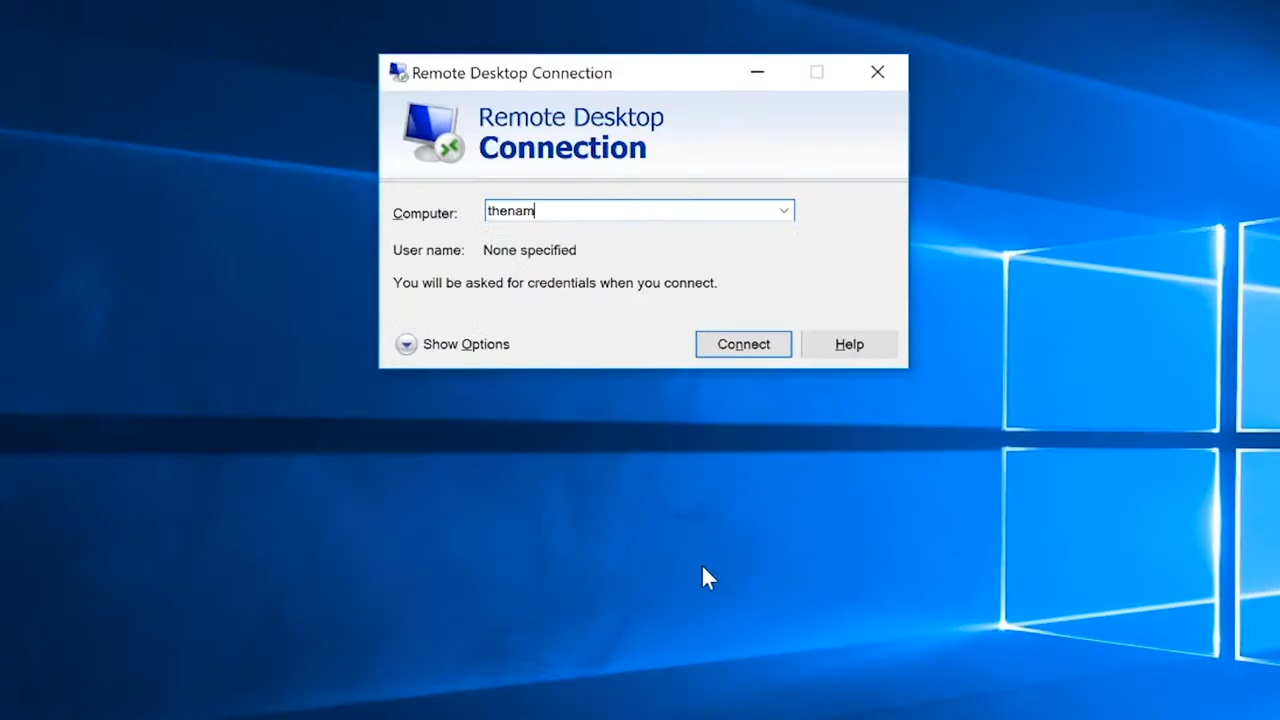 Remote Desktop Connection
Remote Desktop
Connection
Computer:
thenam
User name:
None specified
You will be asked for credentials when you connect.
Show Options
Connect
Help